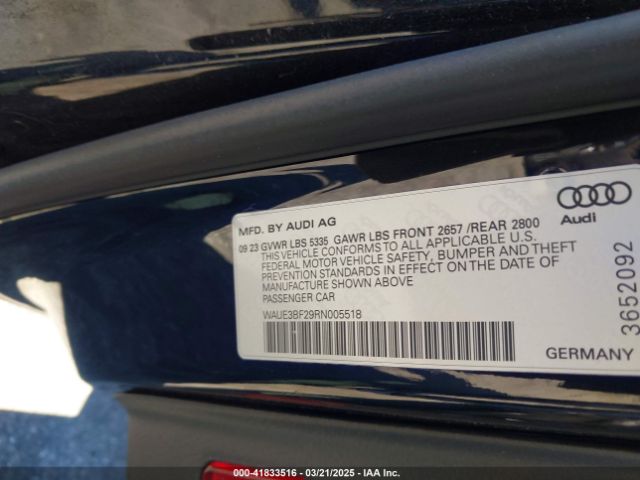 MFD. BY AUDI AG
09 23 GVWR LBS 5335 GAWR LBS FRONT 2657 /REAR 2800
THIS VEHICLE CONFORMS TO ALL APPLICABLE U.S.
FEDERAL MOTOR VEHICLE SAFETY, BUMPER AND THEFT
PREVENTION STANDARDS IN EFFECT ON THE DATE OF
MANUFACTURE SHOWN ABOVE
PASSENGER CAR
WAUE3BF29RN005518
Audi
3652092
GERMANY
000-41833516 - 03/21/2025 - IAA Inc.